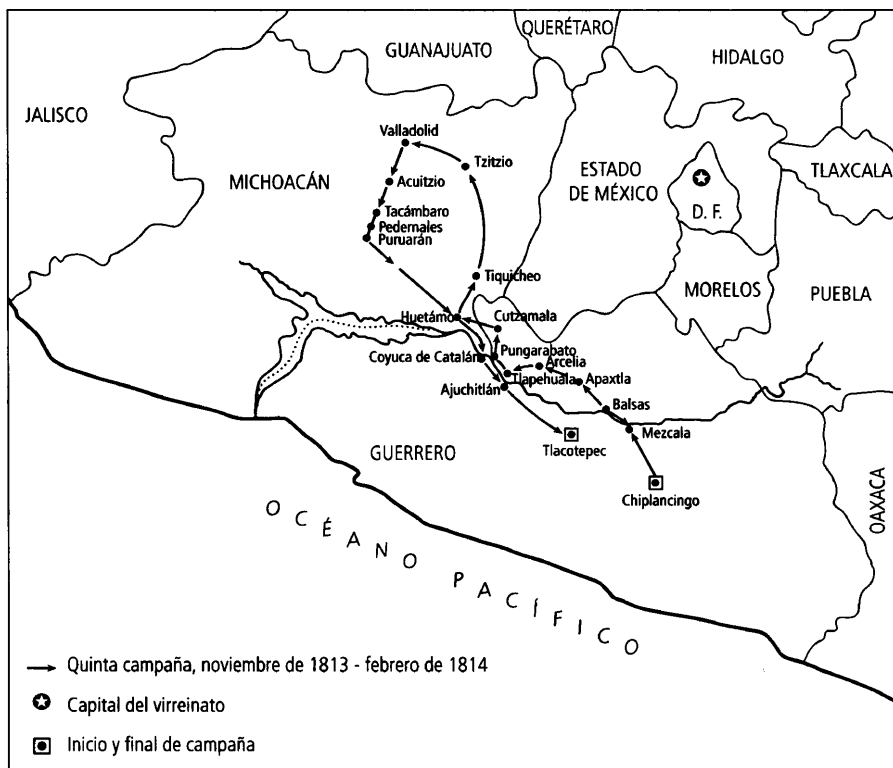 QUERÉTARO
GUANAJUATO
HIDALGO
JALISCO
Valladolid
Tzitzio
ESTADO
DE MÉXICO
TLAXCALA
MICHOACÁN
Acuitzio
D. F.
Tacámbaro
Pedernales
Puruarán
Tiquicheo
MORELOS
PUEBLA
Huetámo
Cutzamala
Coyuca de Catalán
Pungarabato
Arcelia
Tlapehuala
Apaxtla
Ajuchitlán
Balsas
Mezcala
Tlacotepec
GUERRERO
Chiplancingo
OAXACA
OCÉANO PACÍFICO
Quinta campaña, noviembre de 1813 - febrero de 1814
Capital del virreinato
Inicio y final de campaña